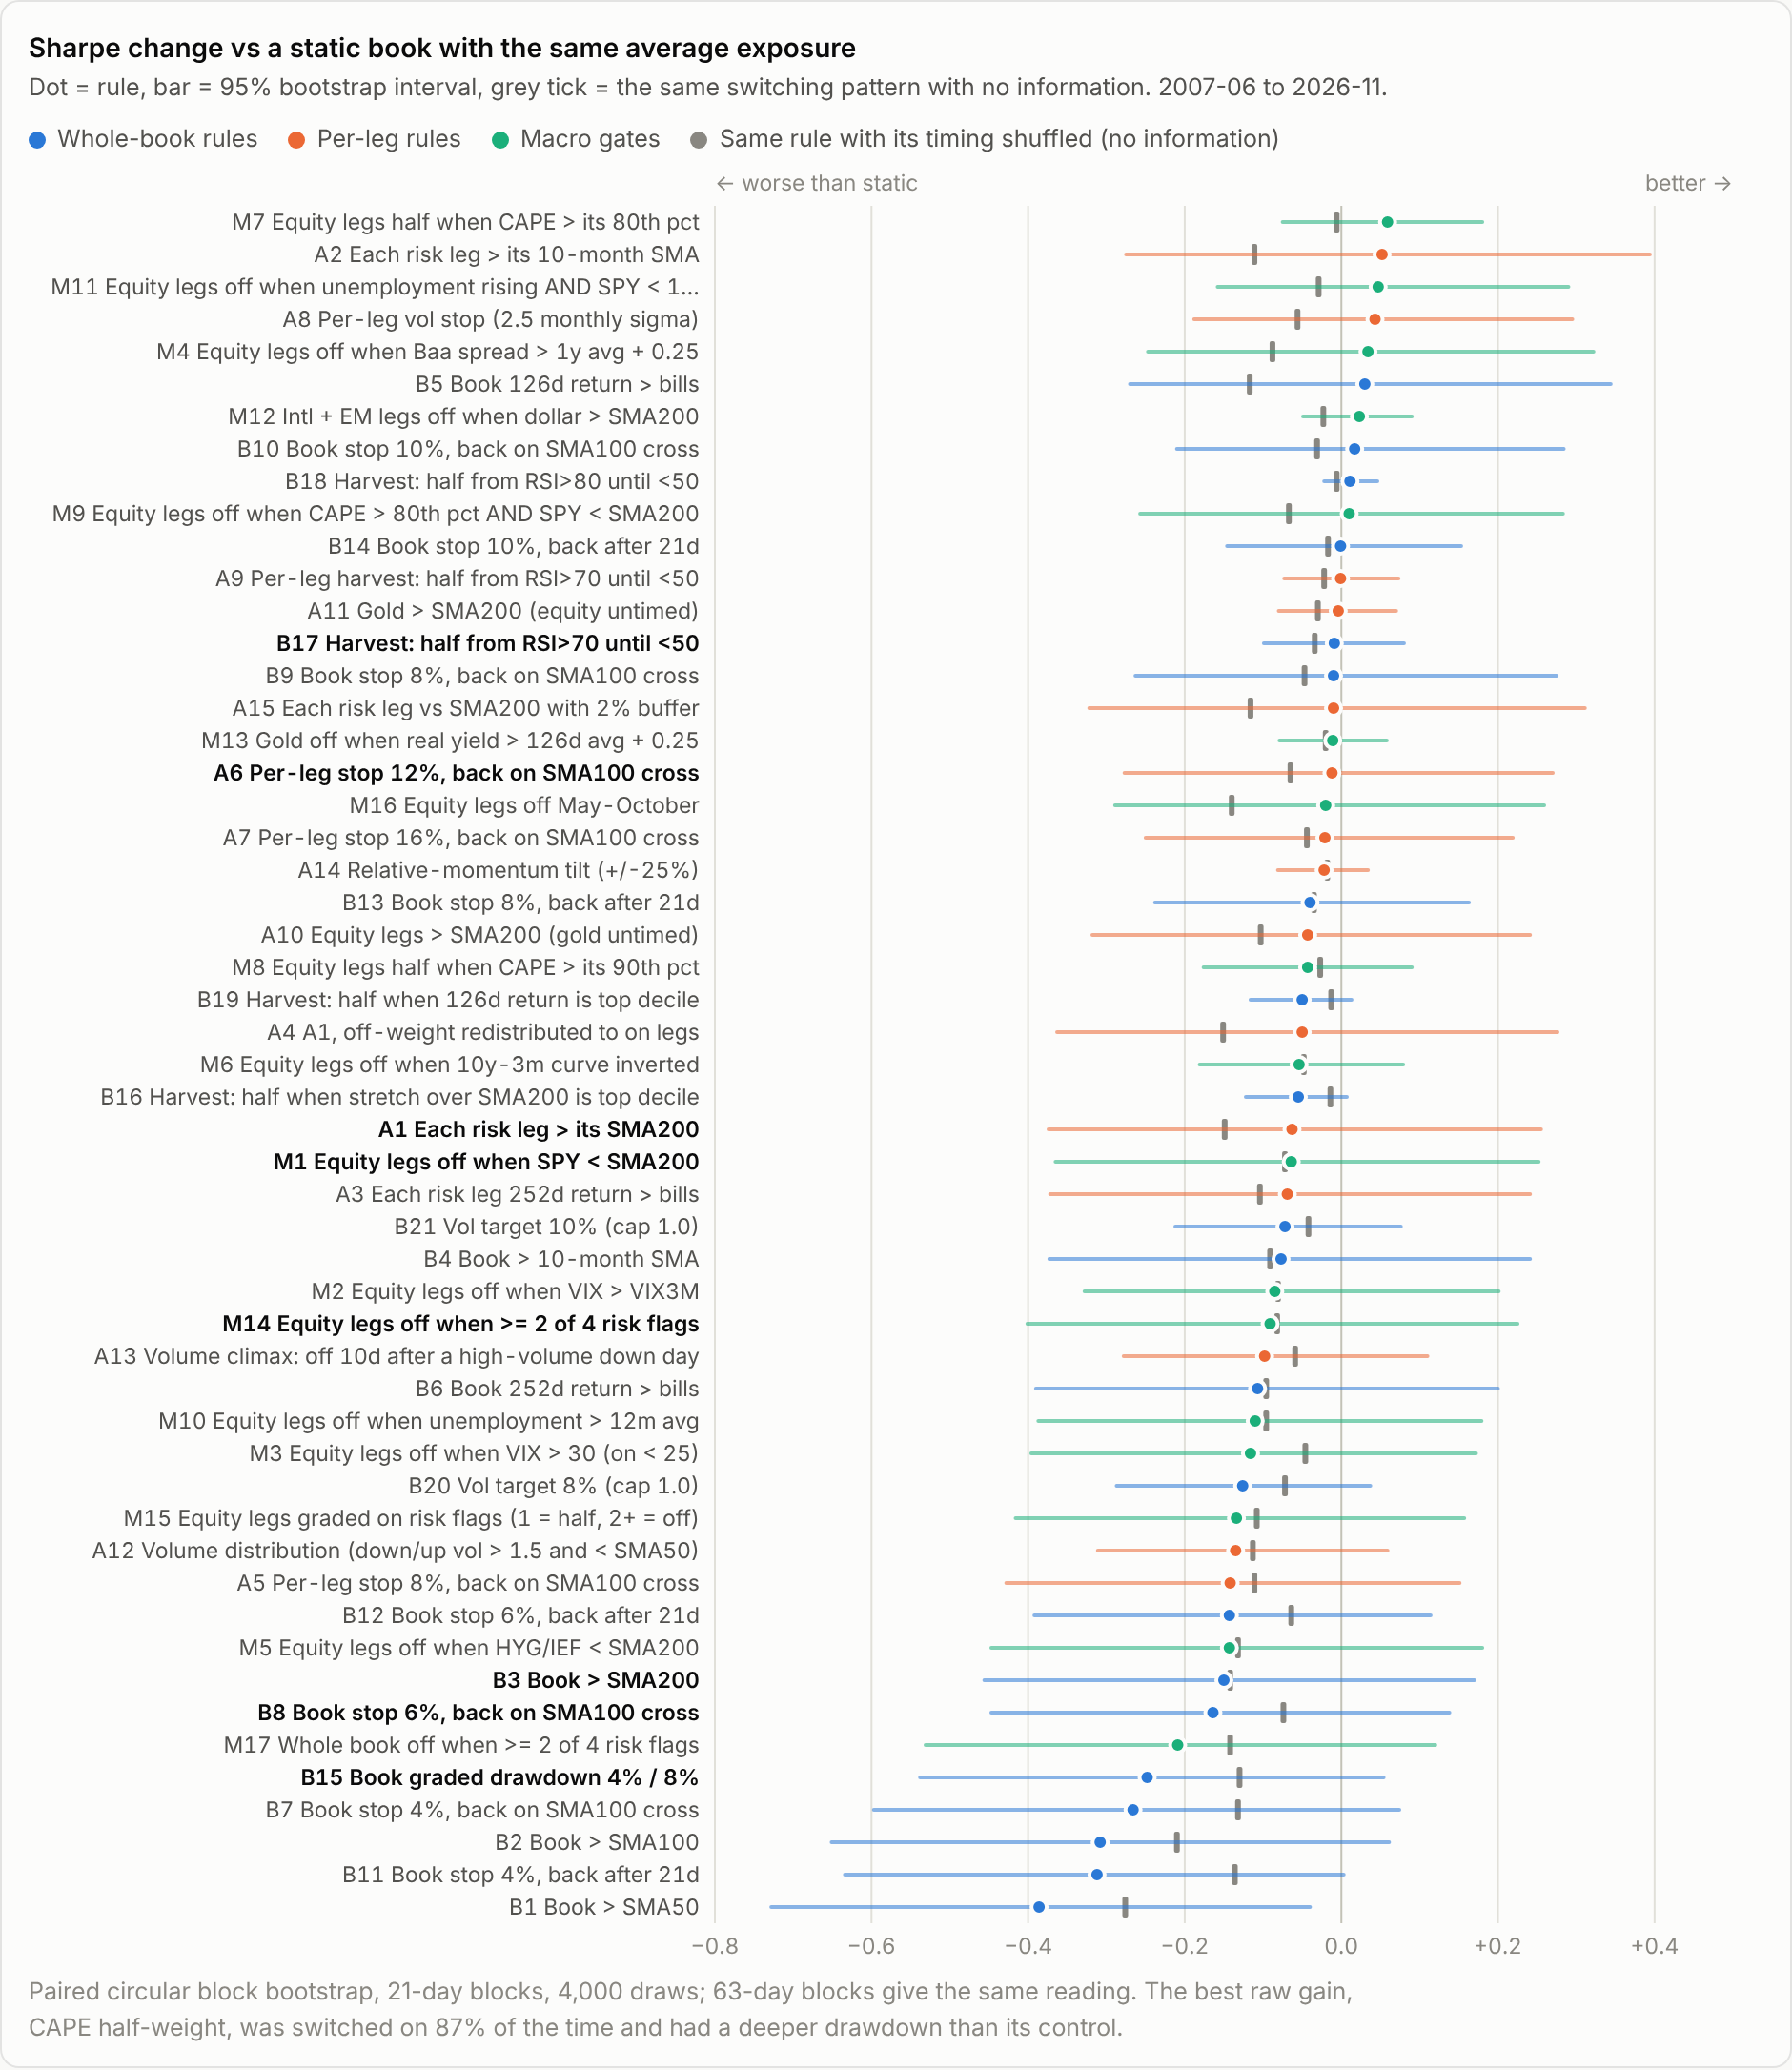 Sharpe change vs a static book with the same average exposure
Dot = rule, bar = 95% bootstrap interval, grey tick = the same switching pattern with no information. 2007-06 to 2026-11.
Whole-book rules
Per-leg rules
Macro gates
Same rule with its timing shuffled (no information)
← worse than static
better →
M7 Equity legs half when CAPE > its 80th pct
A2 Each risk leg > its 10-month SMA
M11 Equity legs off when unemployment rising AND SPY < 1…
A8 Per-leg vol stop (2.5 monthly sigma)
M4 Equity legs off when Baa spread > 1y avg + 0.25
B5 Book 126d return > bills
M12 Intl + EM legs off when dollar > SMA200
B10 Book stop 10%, back on SMA100 cross
B18 Harvest: half from RSI>80 until <50
M9 Equity legs off when CAPE > 80th pct AND SPY < SMA200
B14 Book stop 10%, back after 21d
A9 Per-leg harvest: half from RSI>70 until <50
A11 Gold > SMA200 (equity untimed)
B17 Harvest: half from RSI>70 until <50
B9 Book stop 8%, back on SMA100 cross
A15 Each risk leg vs SMA200 with 2% buffer
M13 Gold off when real yield > 126d avg + 0.25
A6 Per-leg stop 12%, back on SMA100 cross
M16 Equity legs off May-October
A7 Per-leg stop 16%, back on SMA100 cross
A14 Relative-momentum tilt (+/-25%)
B13 Book stop 8%, back after 21d
A10 Equity legs > SMA200 (gold untimed)
M8 Equity legs half when CAPE > its 90th pct
B19 Harvest: half when 126d return is top decile
A4 A1, off-weight redistributed to on legs
M6 Equity legs off when 10y-3m curve inverted
B16 Harvest: half when stretch over SMA200 is top decile
A1 Each risk leg > its SMA200
M1 Equity legs off when SPY < SMA200
A3 Each risk leg 252d return > bills
B21 Vol target 10% (cap 1.0)
B4 Book > 10-month SMA
M2 Equity legs off when VIX > VIX3M
M14 Equity legs off when >= 2 of 4 risk flags
A13 Volume climax: off 10d after a high-volume down day
B6 Book 252d return > bills
M10 Equity legs off when unemployment > 12m avg
M3 Equity legs off when VIX > 30 (on < 25)
B20 Vol target 8% (cap 1.0)
M15 Equity legs graded on risk flags (1 = half, 2+ = off)
A12 Volume distribution (down/up vol > 1.5 and < SMA50)
A5 Per-leg stop 8%, back on SMA100 cross
B12 Book stop 6%, back after 21d
M5 Equity legs off when HYG/IEF < SMA200
B3 Book > SMA200
B8 Book stop 6%, back on SMA100 cross
M17 Whole book off when >= 2 of 4 risk flags
B15 Book graded drawdown 4% / 8%
B7 Book stop 4%, back on SMA100 cross
B2 Book > SMA100
B11 Book stop 4%, back after 21d
B1 Book > SMA50
−0.8 −0.6 −0.4 −0.2 0.0 +0.2 +0.4
Paired circular block bootstrap, 21-day blocks, 4,000 draws; 63-day blocks give the same reading. The best raw gain,
CAPE half-weight, was switched on 87% of the time and had a deeper drawdown than its control.